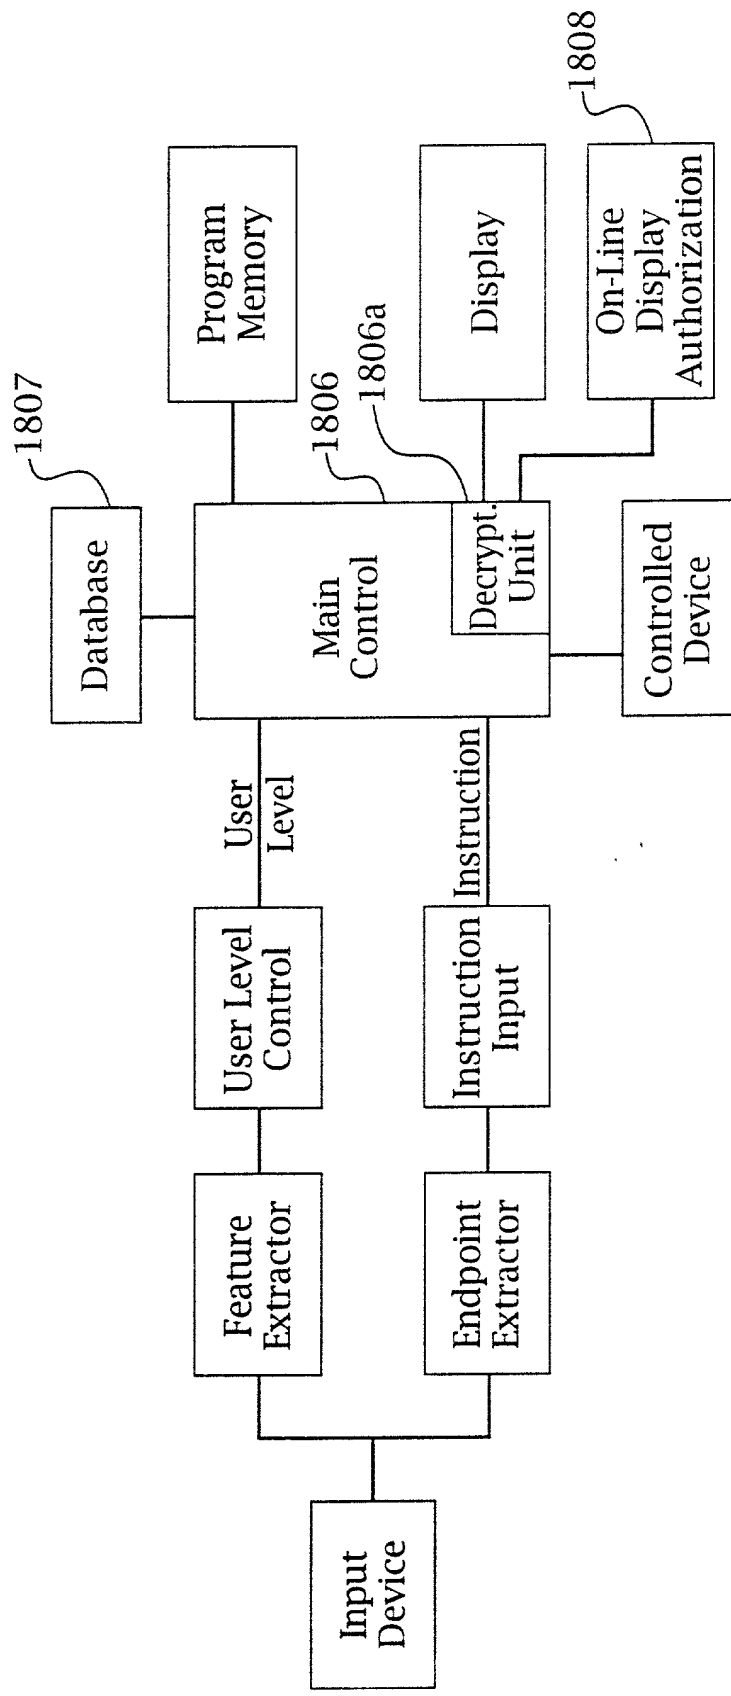 Input
Device
Feature
Extractor
Endpoint
Extractor
User Level
Control
Instruction
Input
User
Level
Instruction
Database
1807
Main
Control
Decrypt.
Unit
1806
1806a
Program
Memory
Display
On-Line
Display
Authorization
1808
Controlled
Device